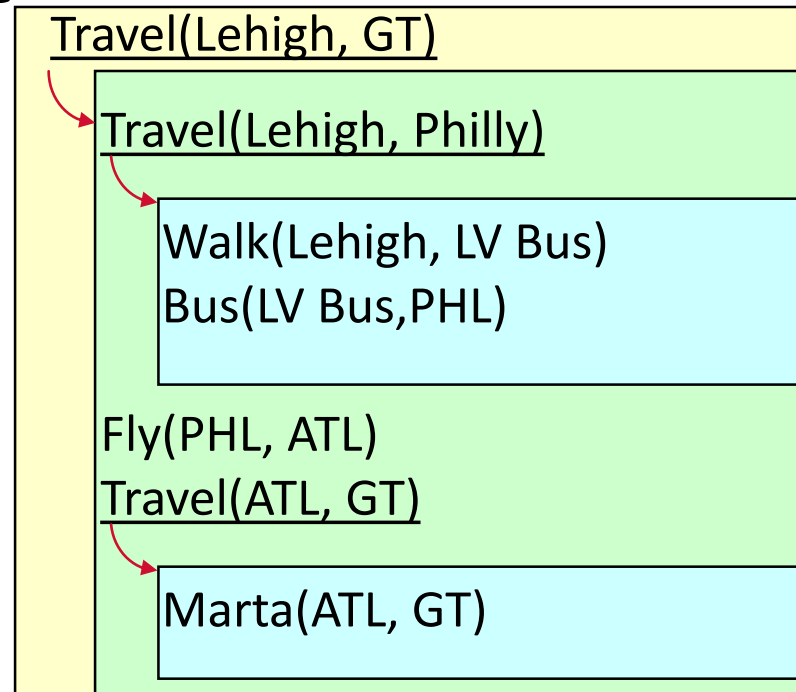 Travel(Lehigh, GT)
Travel(Lehigh, Philly)
Walk(Lehigh, LV Bus)
Bus(LV Bus,PHL)
Fly(PHL, ATL)
Travel(ATL, GT)
Marta(ATL, GT)